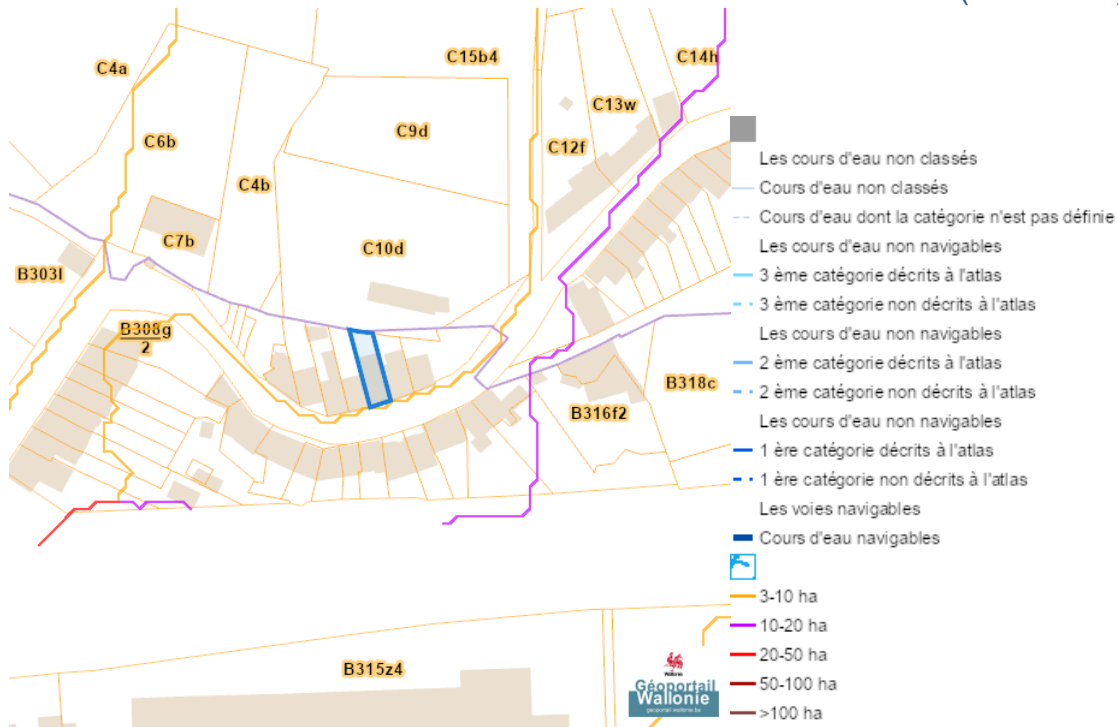 C4a
C15b4
C14h
C13w
C9d
C6b
C12f
C4b
C7b
C10d
B303l
B308g
2
B318c
B316f2
B315z4
Wallonie
Géoportail
Wallonie
geoportail.wallonie.be
Les cours d'eau non classés
Cours d'eau non classés
Cours d'eau dont la catégorie n'est pas définie
Les cours d'eau non navigables
3 ème catégorie décrits à l'atlas
3 ème catégorie non décrits à l'atlas
Les cours d'eau non navigables
2 ème catégorie décrits à l'atlas
2 ème catégorie non décrits à l'atlas
Les cours d'eau non navigables
1 ère catégorie décrits à l'atlas
1 ère catégorie non décrits à l'atlas
Les voies navigables
Cours d'eau navigables
3-10 ha
10-20 ha
20-50 ha
50-100 ha
>100 ha